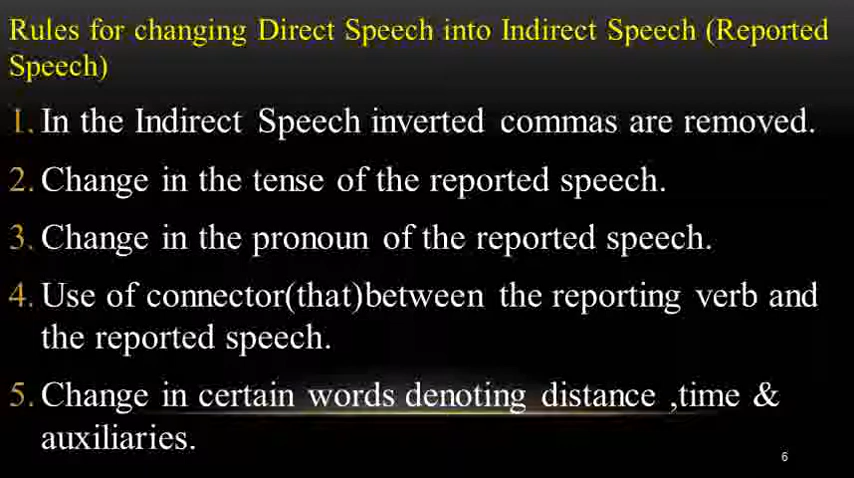 Rules for changing Direct Speech into Indirect Speech (Reported
Speech)
1. In the Indirect Speech inverted commas are removed.
2. Change in the tense of the reported speech.
3. Change in the pronoun of the reported speech.
4. Use of connector(that)between the reporting verb and
the reported speech.
5. Change in certain words denoting distance ,time &
auxiliaries.
6